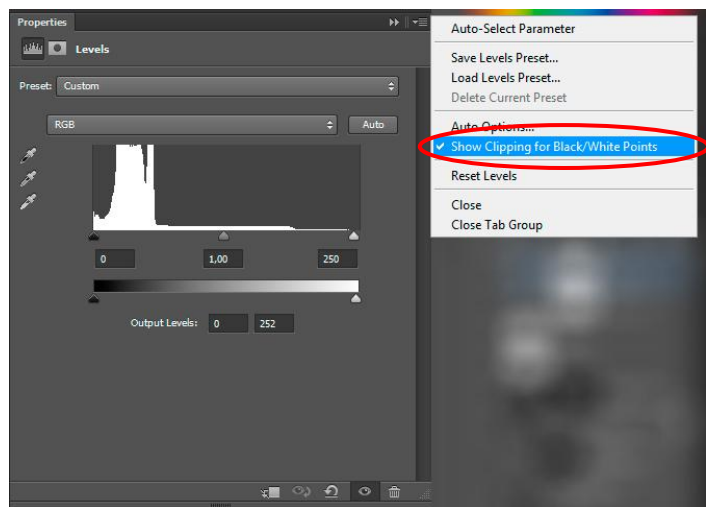 Properties
Levels
Preset: Custom
RGB
Auto
0
1,00
250
Output Levels: 0 252
Auto-Select Parameter
Save Levels Preset...
Load Levels Preset...
Delete Current Preset
Auto Options...
Show Clipping for Black/White Points
Reset Levels
Close
Close Tab Group